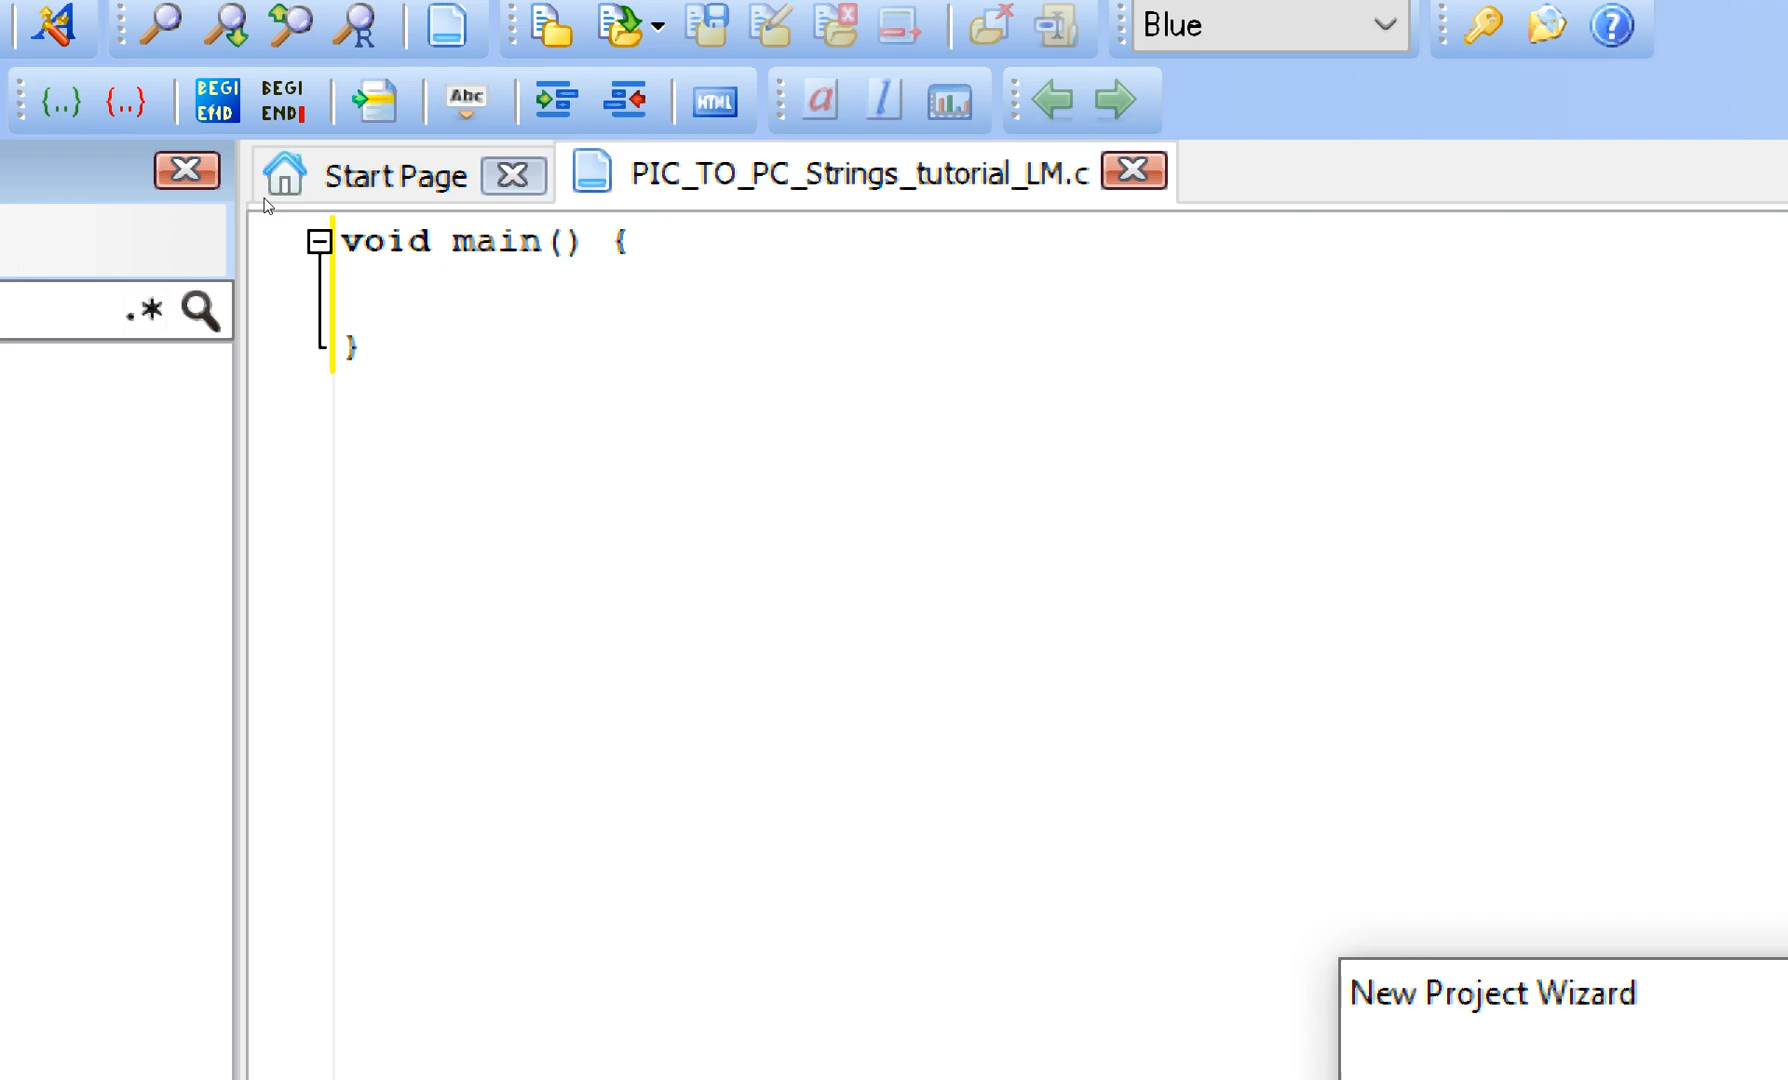 Blue
{..} {..} BEGI END BEGI END Abc HTML a l
Start Page PIC_TO_PC_Strings_tutorial_LM.c
void main() {
.*
}
New Project Wizard